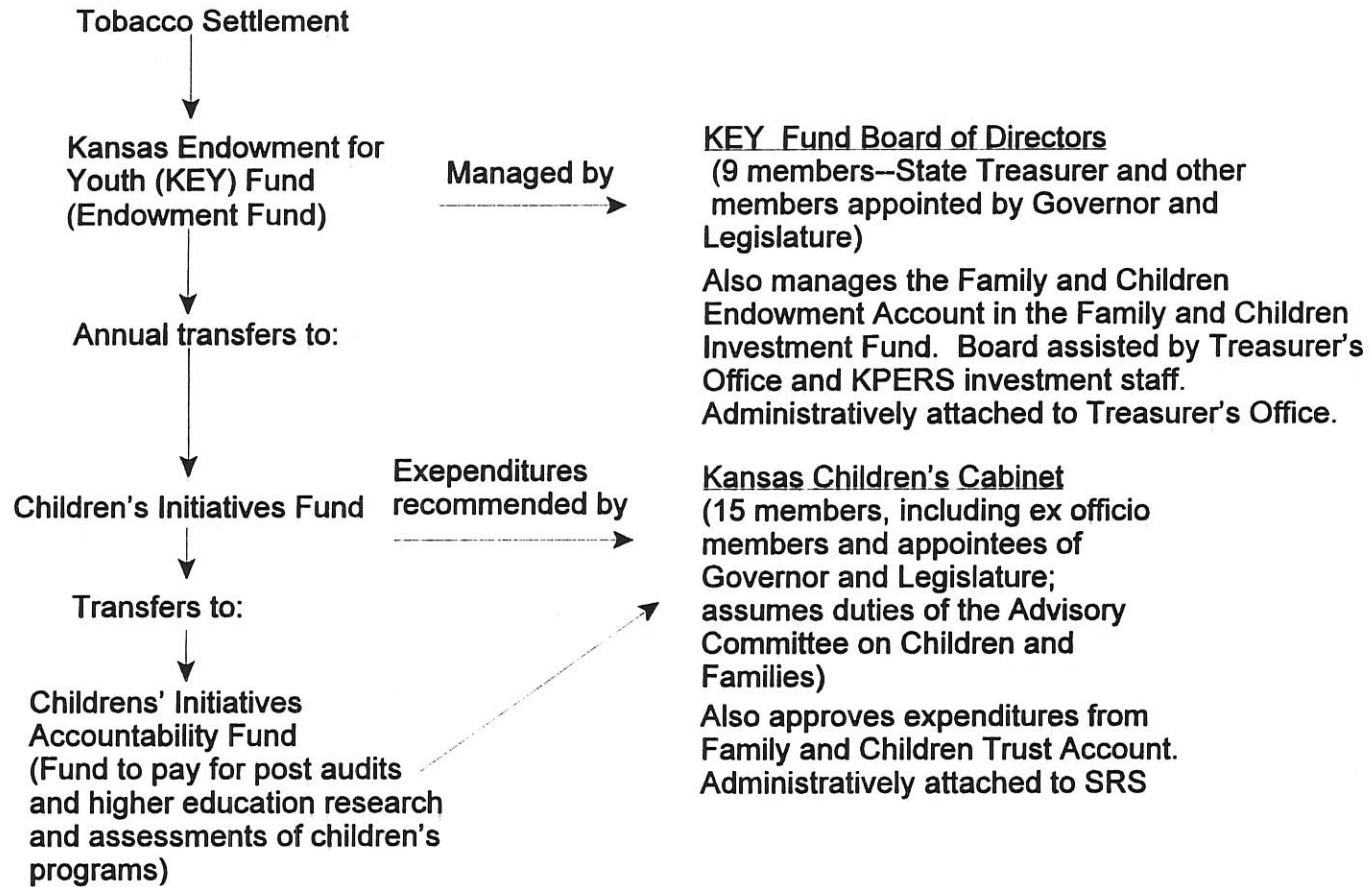 Tobacco Settlement
Kansas Endowment for
Youth (KEY) Fund
(Endowment Fund)
Managed by
KEY Fund Board of Directors
(9 members--State Treasurer and other
members appointed by Governor and
Legislature)
Also manages the Family and Children
Endowment Account in the Family and Children
Investment Fund. Board assisted by Treasurer's
Office and KPERS investment staff.
Administratively attached to Treasurer's Office.
Annual transfers to:
Children's Initiatives Fund
Exependitures
recommended by
Kansas Children's Cabinet
(15 members, including ex officio
members and appointees of
Governor and Legislature;
assumes duties of the Advisory
Committee on Children and
Families)
Also approves expenditures from
Family and Children Trust Account.
Administratively attached to SRS
Transfers to:
Childrens' Initiatives
Accountability Fund
(Fund to pay for post audits
and higher education research
and assessments of children's
programs)